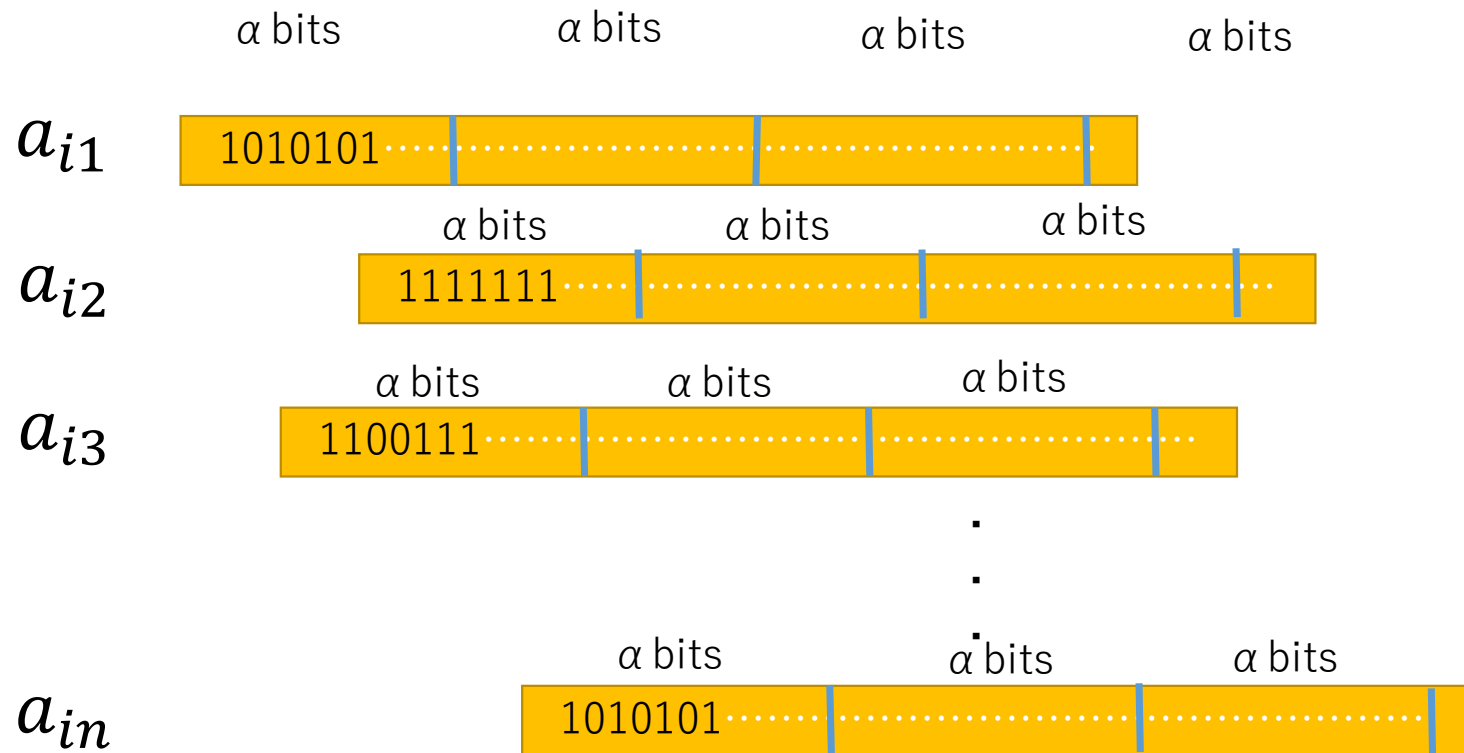 α bits α bits α bits α bits
a_{i1} 1010101
α bits α bits α bits
a_{i2} 1111111
α bits α bits α bits
a_{i3} 1100111
.
.
.
α bits α bits α bits
a_{in} 1010101